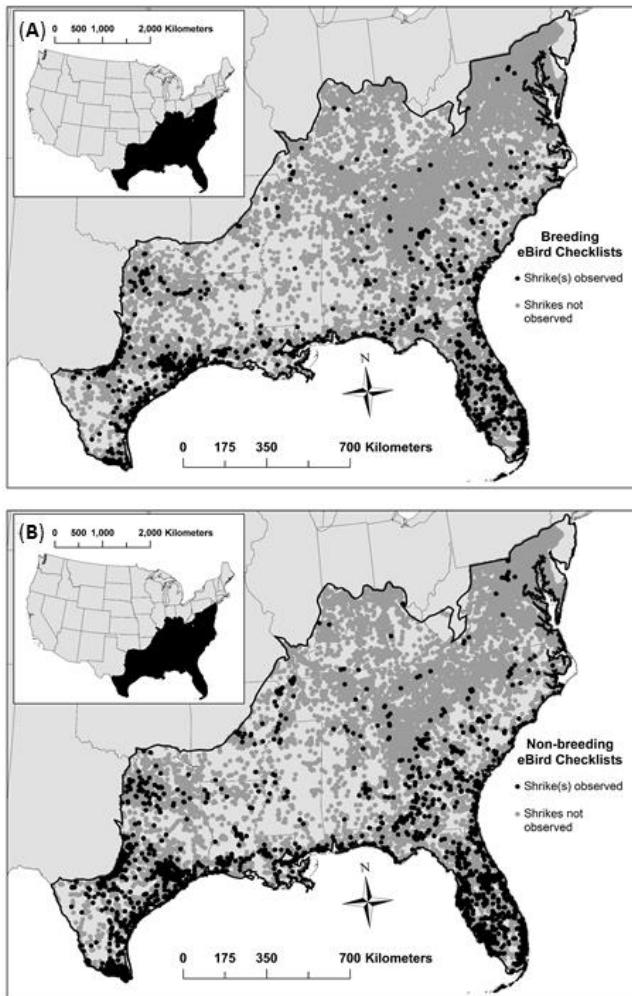 (A)
0 500 1,000 2,000 Kilometers
Breeding
eBird Checklists
Shrike(s) observed
Shrikes not
observed
N
0 175 350 700 Kilometers
(B)
0 500 1,000 2,000 Kilometers
Non-breeding
eBird Checklists
Shrike(s) observed
Shrikes not
observed
N
0 175 350 700 Kilometers